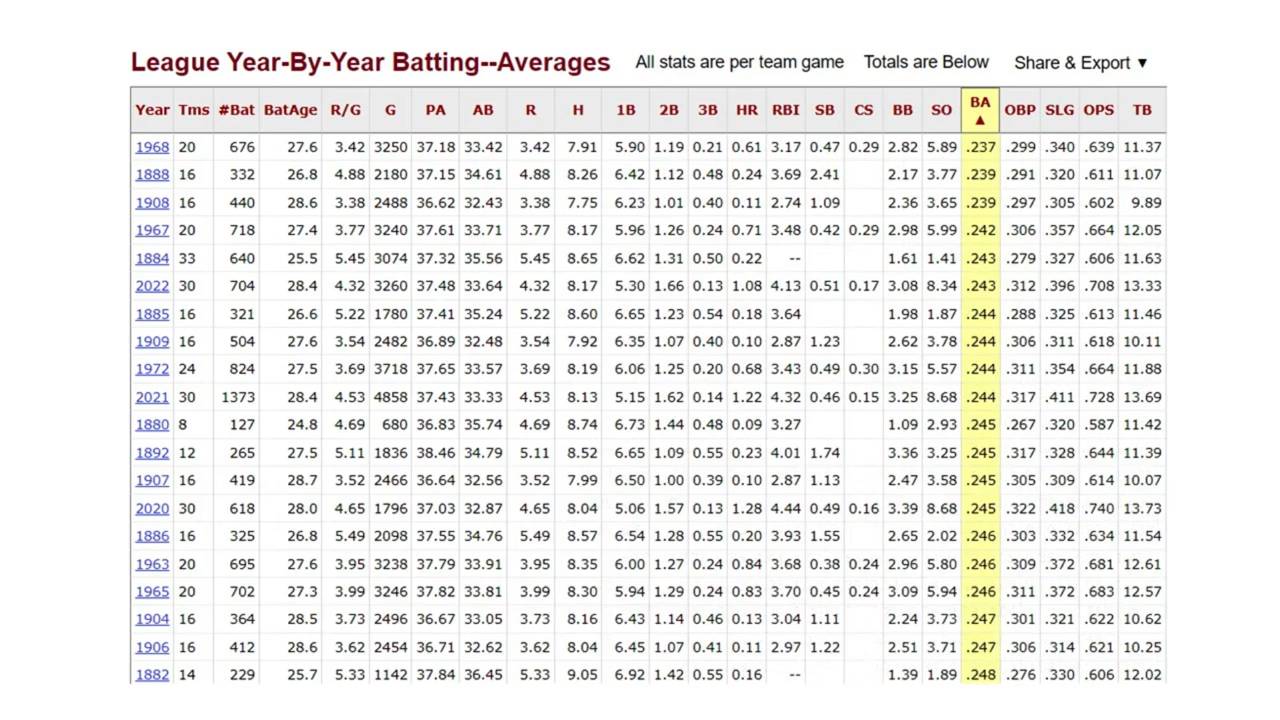 League Year-By-Year Batting--Averages All stats are per team game Totals are Below Share & Export ▼
Year Tms #Bat BatAge R/G G PA AB R H 1B 2B 3B HR RBI SB CS BB SO BA ▲ OBP SLG OPS TB
1968 20 676 27.6 3.42 3250 37.18 33.42 3.42 7.91 5.90 1.19 0.21 0.61 3.17 0.47 0.29 2.82 5.89 .237 .299 .340 .639 11.37
1888 16 332 26.8 4.88 2180 37.15 34.61 4.88 8.26 6.42 1.12 0.48 0.24 3.69 2.41 2.17 3.77 .239 .291 .320 .611 11.07
1908 16 440 28.6 3.38 2488 36.62 32.43 3.38 7.75 6.23 1.01 0.40 0.11 2.74 1.09 2.36 3.65 .239 .297 .305 .602 9.89
1967 20 718 27.4 3.77 3240 37.61 33.71 3.77 8.17 5.96 1.26 0.24 0.71 3.48 0.42 0.29 2.98 5.99 .242 .306 .357 .664 12.05
1884 33 640 25.5 5.45 3074 37.32 35.56 5.45 8.65 6.62 1.31 0.50 0.22 -- 1.61 1.41 .243 .279 .327 .606 11.63
2022 30 704 28.4 4.32 3260 37.48 33.64 4.32 8.17 5.30 1.66 0.13 1.08 4.13 0.51 0.17 3.08 8.34 .243 .312 .396 .708 13.33
1885 16 321 26.6 5.22 1780 37.41 35.24 5.22 8.60 6.65 1.23 0.54 0.18 3.64 1.98 1.87 .244 .288 .325 .613 11.46
1909 16 504 27.6 3.54 2482 36.89 32.48 3.54 7.92 6.35 1.07 0.40 0.10 2.87 1.23 2.62 3.78 .244 .306 .311 .618 10.11
1972 24 824 27.5 3.69 3718 37.65 33.57 3.69 8.19 6.06 1.25 0.20 0.68 3.43 0.49 0.30 3.15 5.57 .244 .311 .354 .664 11.88
2021 30 1373 28.4 4.53 4858 37.43 33.33 4.53 8.13 5.15 1.62 0.14 1.22 4.32 0.46 0.15 3.25 8.68 .244 .317 .411 .728 13.69
1880 8 127 24.8 4.69 680 36.83 35.74 4.69 8.74 6.73 1.44 0.48 0.09 3.27 1.09 2.93 .245 .267 .320 .587 11.42
1892 12 265 27.5 5.11 1836 38.46 34.79 5.11 8.52 6.65 1.09 0.55 0.23 4.01 1.74 3.36 3.25 .245 .317 .328 .644 11.39
1907 16 419 28.7 3.52 2466 36.64 32.56 3.52 7.99 6.50 1.00 0.39 0.10 2.87 1.13 2.47 3.58 .245 .305 .309 .614 10.07
2020 30 618 28.0 4.65 1796 37.03 32.87 4.65 8.04 5.06 1.57 0.13 1.28 4.44 0.49 0.16 3.39 8.68 .245 .322 .418 .740 13.73
1886 16 325 26.8 5.49 2098 37.55 34.76 5.49 8.57 6.54 1.28 0.55 0.20 3.93 1.55 2.65 2.02 .246 .303 .332 .634 11.54
1963 20 695 27.6 3.95 3238 37.79 33.91 3.95 8.35 6.00 1.27 0.24 0.84 3.68 0.38 0.24 2.96 5.80 .246 .309 .372 .681 12.61
1965 20 702 27.3 3.99 3246 37.82 33.81 3.99 8.30 5.94 1.29 0.24 0.83 3.70 0.45 0.24 3.09 5.94 .246 .311 .372 .683 12.57
1904 16 364 28.5 3.73 2496 36.67 33.05 3.73 8.16 6.43 1.14 0.46 0.13 3.04 1.11 2.24 3.73 .247 .301 .321 .622 10.62
1906 16 412 28.6 3.62 2454 36.71 32.62 3.62 8.04 6.45 1.07 0.41 0.11 2.97 1.22 2.51 3.71 .247 .306 .314 .621 10.25
1882 14 229 25.7 5.33 1142 37.84 36.45 5.33 9.05 6.92 1.42 0.55 0.16 -- 1.39 1.89 .248 .276 .330 .606 12.02